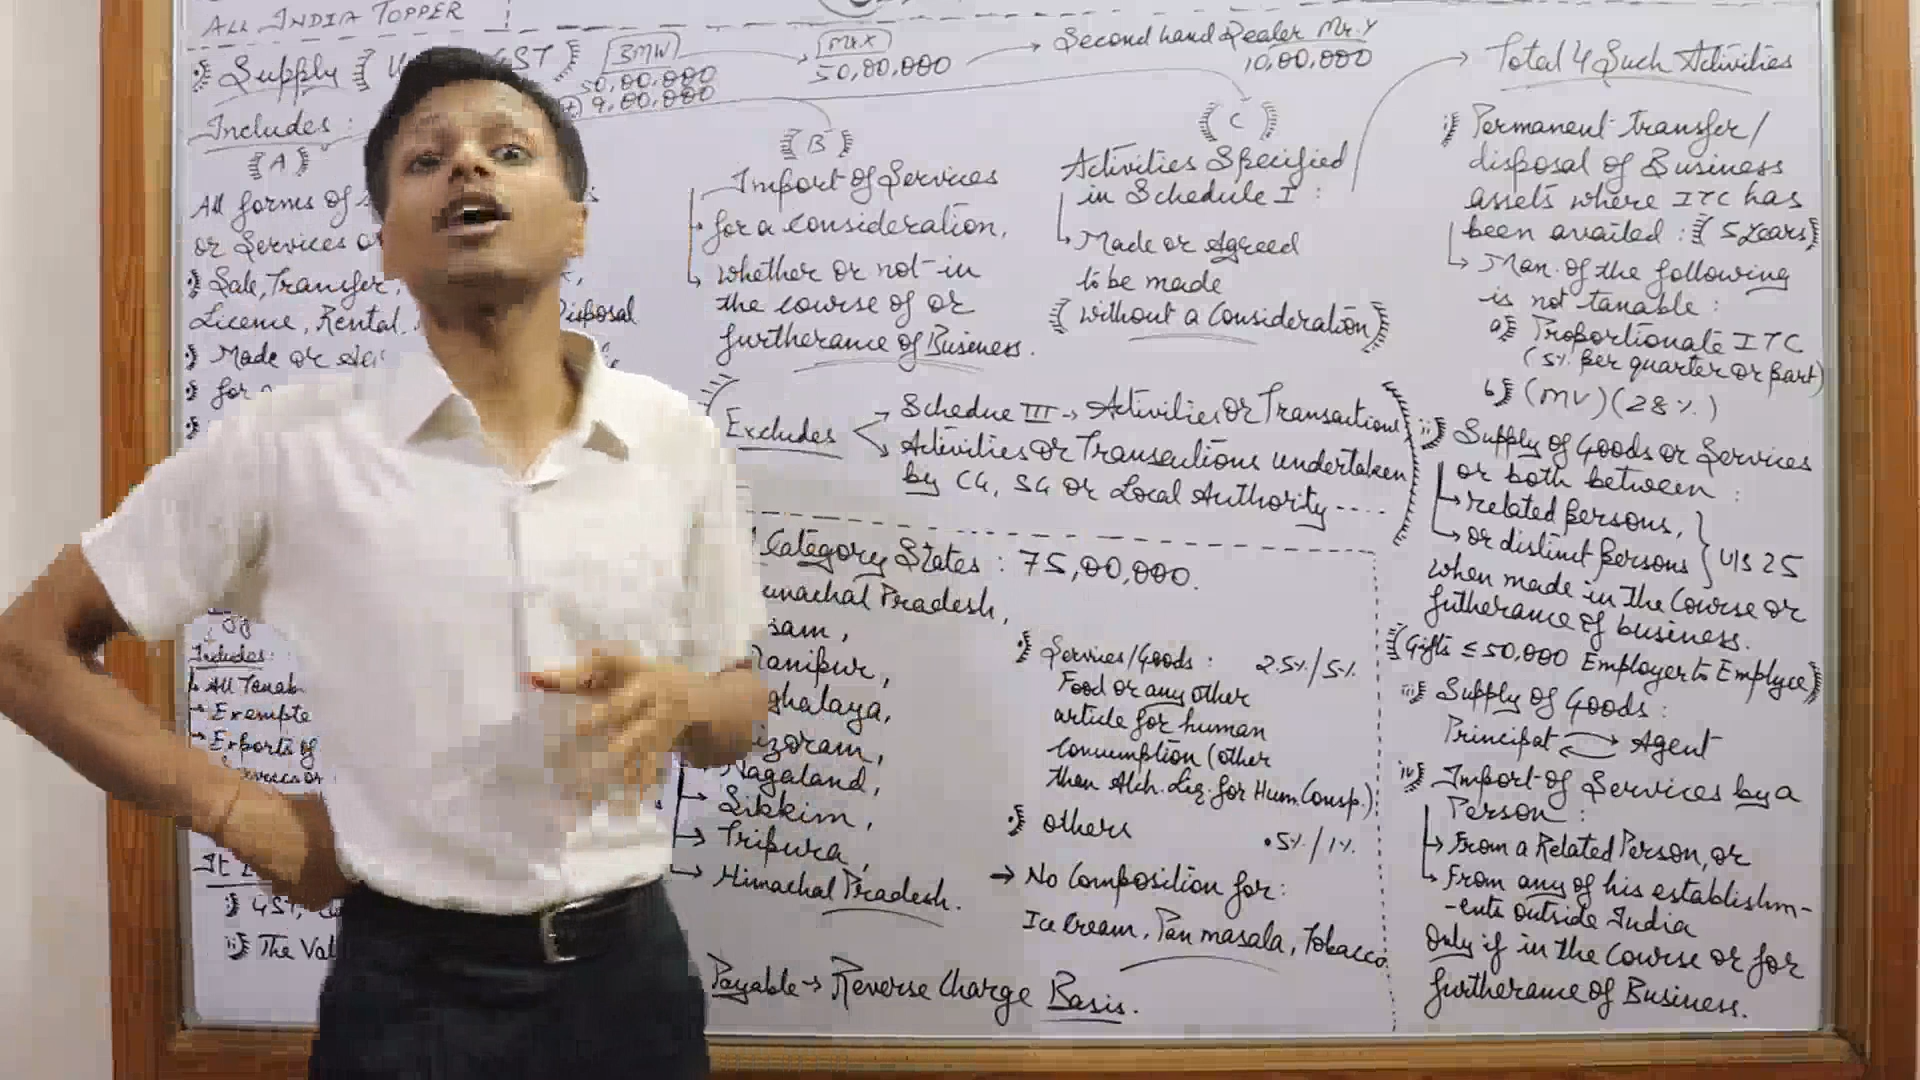 ALL INDIA TOPPER
Supply
GST
BMW
50,00,000
(+) 9,00,000
Mr. X
50,00,000
Second hand Dealer Mr. Y
10,00,000
Includes :
{ A }
All forms of
or Services or
Sale, Transfer,
Licence, Rental,
Disposal
Made or
for a
{ B }
Import of Services
for a consideration,
whether or not in
the course of or
furtherance of Business.
{ C }
Activities Specified
in Schedule I :
Made or Agreed
to be made
{ without a Consideration }
Excludes
Schedue III → Activities or Transactions
Activities or Transactions undertaken
by CG, SG or Local Authority ----
Category States : 75,00,000.
unachal Pradesh,
sam,
anipur,
ghalaya,
izoram,
Nagaland,
Sikkim,
Tripura,
Himachal Pradesh.
Includes :
All Taxab
Exempte
Exports of
GST,
ii} The Val
Services/Goods : 2.5%/5%
Food or any other
article for human
Consumption (other
than Alch. Liq. for Hum. Consp.)
others .5%/1%
→ No Composition for :
Ice Cream, Pan masala, Tobacco
Payable → Reverse Charge Basis.
Total 4 Such Activities
i} Permanent transfer/
disposal of Business
assets where ITC has
been availed : { 5 Years }
Max. of the following
is not taxable :
a} Proportionate ITC
(5% per quarter or part)
b} (MV) (28%)
ii} Supply of Goods or Services
or both between :
related persons,
or distinct persons } U/S 25
when made in the Course or
futherance of business.
{ Gifts ≤ 50,000 Employer to Employee }
iii} Supply of Goods :
Principal Agent
iv} Import of Services by a
Person :
From a Related Person, or
From any of his establishm-
-ents outside India
only if in the Course or for
furtherance of Business.